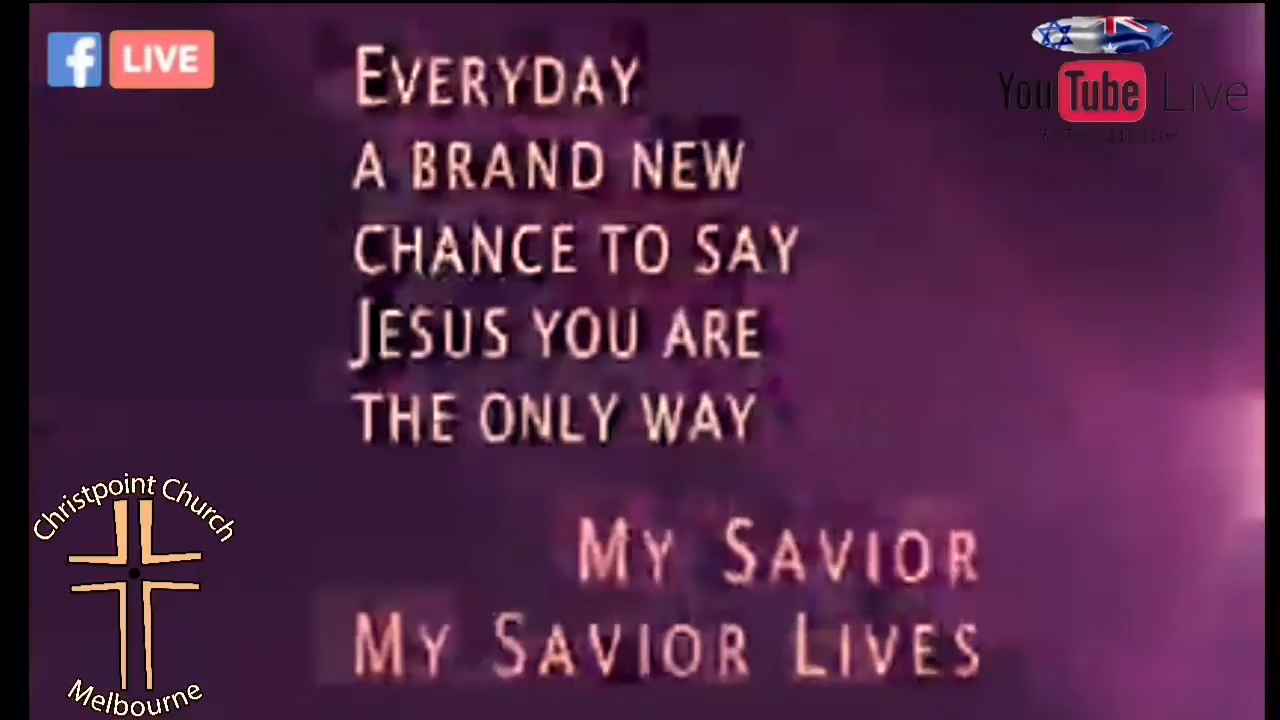 LIVE
YouTube Live
EVERYDAY
A BRAND NEW
CHANCE TO SAY
JESUS YOU ARE
THE ONLY WAY
MY SAVIOR
MY SAVIOR LIVES
Christpoint Church
Melbourne